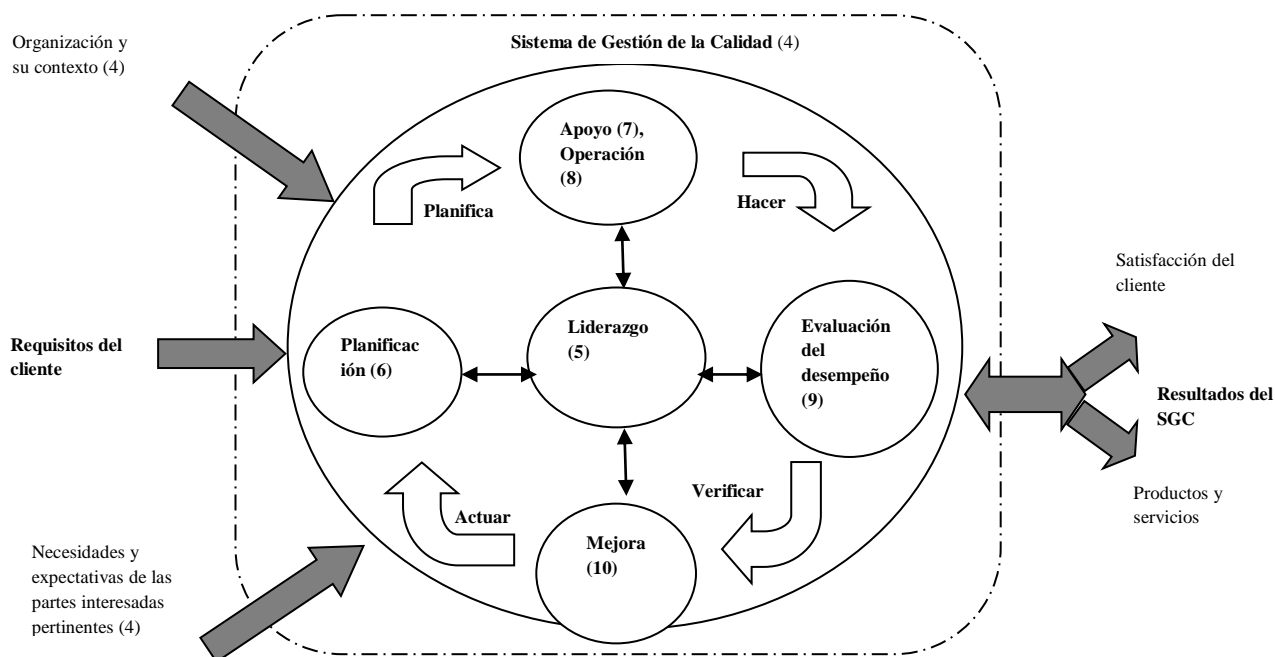 Organización y
su contexto (4)
Sistema de Gestión de la Calidad (4)
Apoyo (7),
Operación
(8)
Planifica
Hacer
Satisfacción del
cliente
Requisitos del
cliente
Planificac
ión (6)
Liderazgo
(5)
Evaluación
del
desempeño
(9)
Resultados del
SGC
Verificar
Actuar
Productos y
servicios
Mejora
(10)
Necesidades y
expectativas de las
partes interesadas
pertinentes (4)